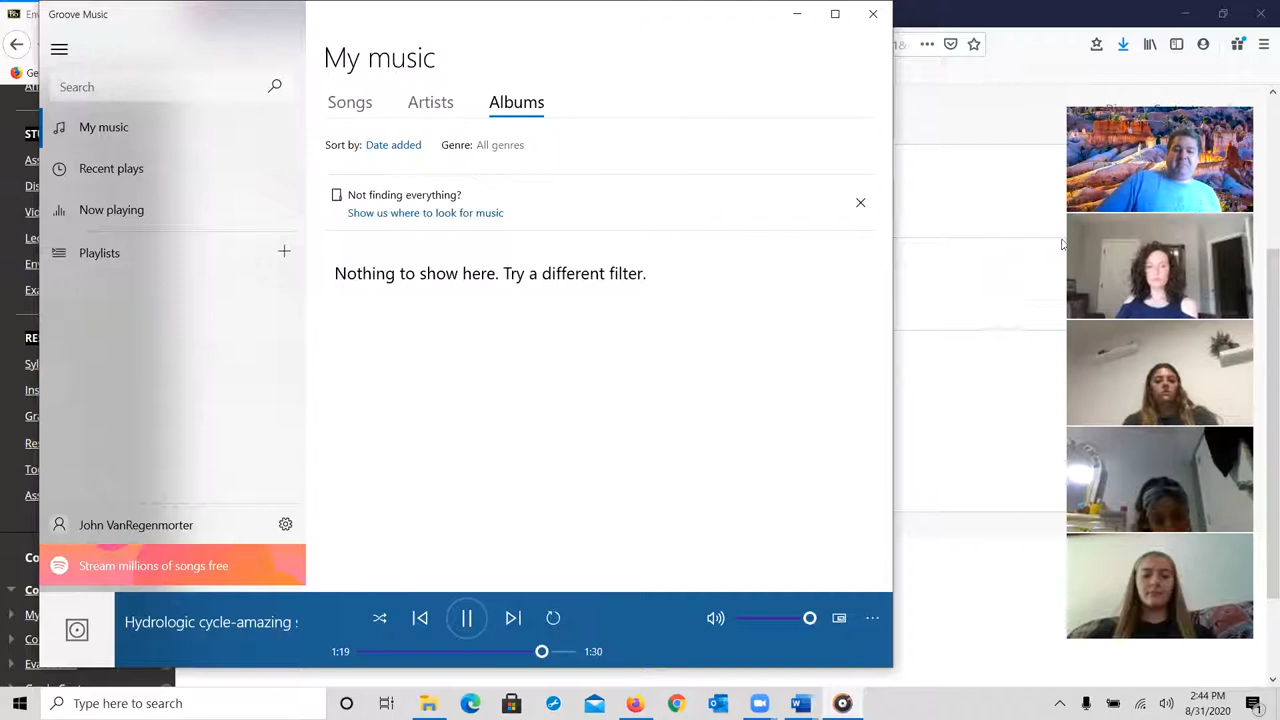 Groove Music
Search
My music
Recent plays
Now playing
Playlists
John VanRegenmorter
Stream millions of songs free
My music
Songs Artists Albums
Sort by: Date added Genre: All genres
Not finding everything?
Show us where to look for music
Nothing to show here. Try a different filter.
Hydrologic cycle-amazing s
1:19 1:30
Type here to search
2:44 PM
8/31/2020
1